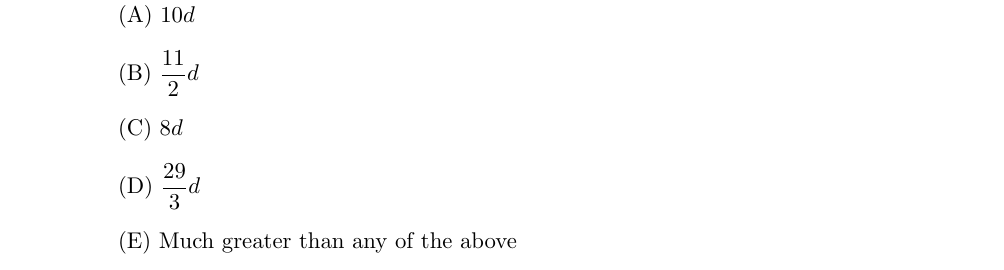 (A) 10d
(B) \frac{11}{2}d
(C) 8d
(D) \frac{29}{3}d
(E) Much greater than any of the above